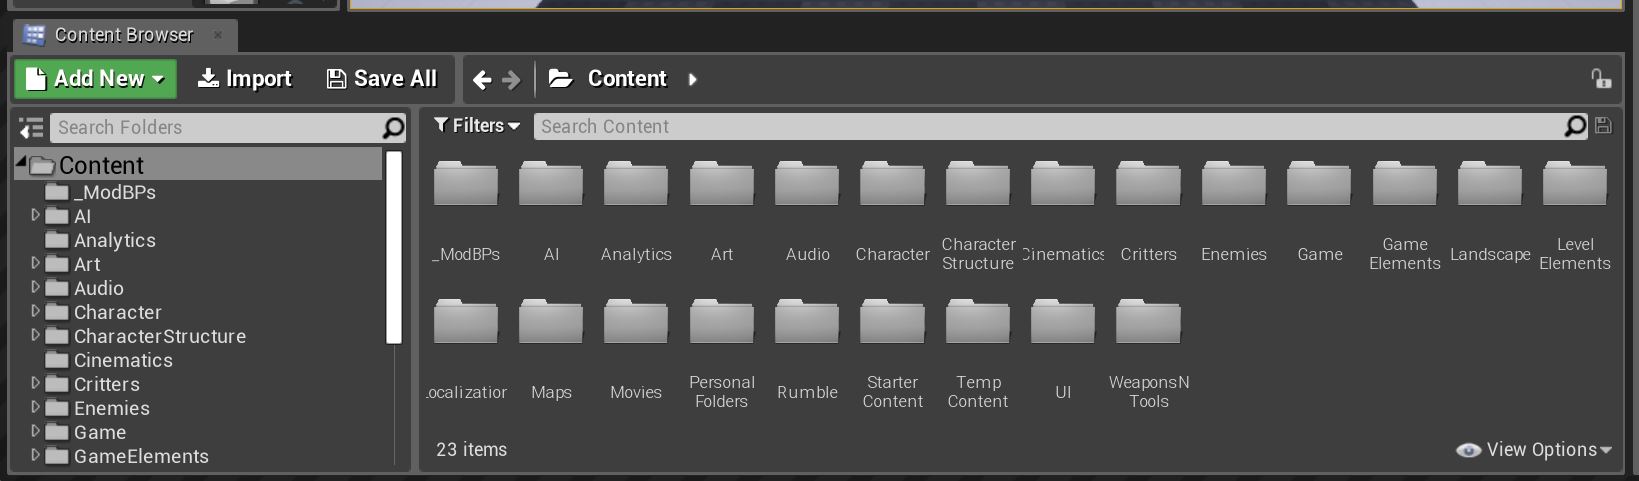 Content Browser
Add New Import Save All Content
Search Folders
Filters Search Content
Content
_ModBPs
AI
Analytics
Art
Audio
Character
CharacterStructure
Cinematics
Critters
Enemies
Game
GameElements
_ModBPs AI Analytics Art Audio Character Character Structure Cinematics Critters Enemies Game Game Elements Landscape Level Elements
ocalization Maps Movies Personal Folders Rumble Starter Content Temp Content UI WeaponsN Tools
23 items View Options